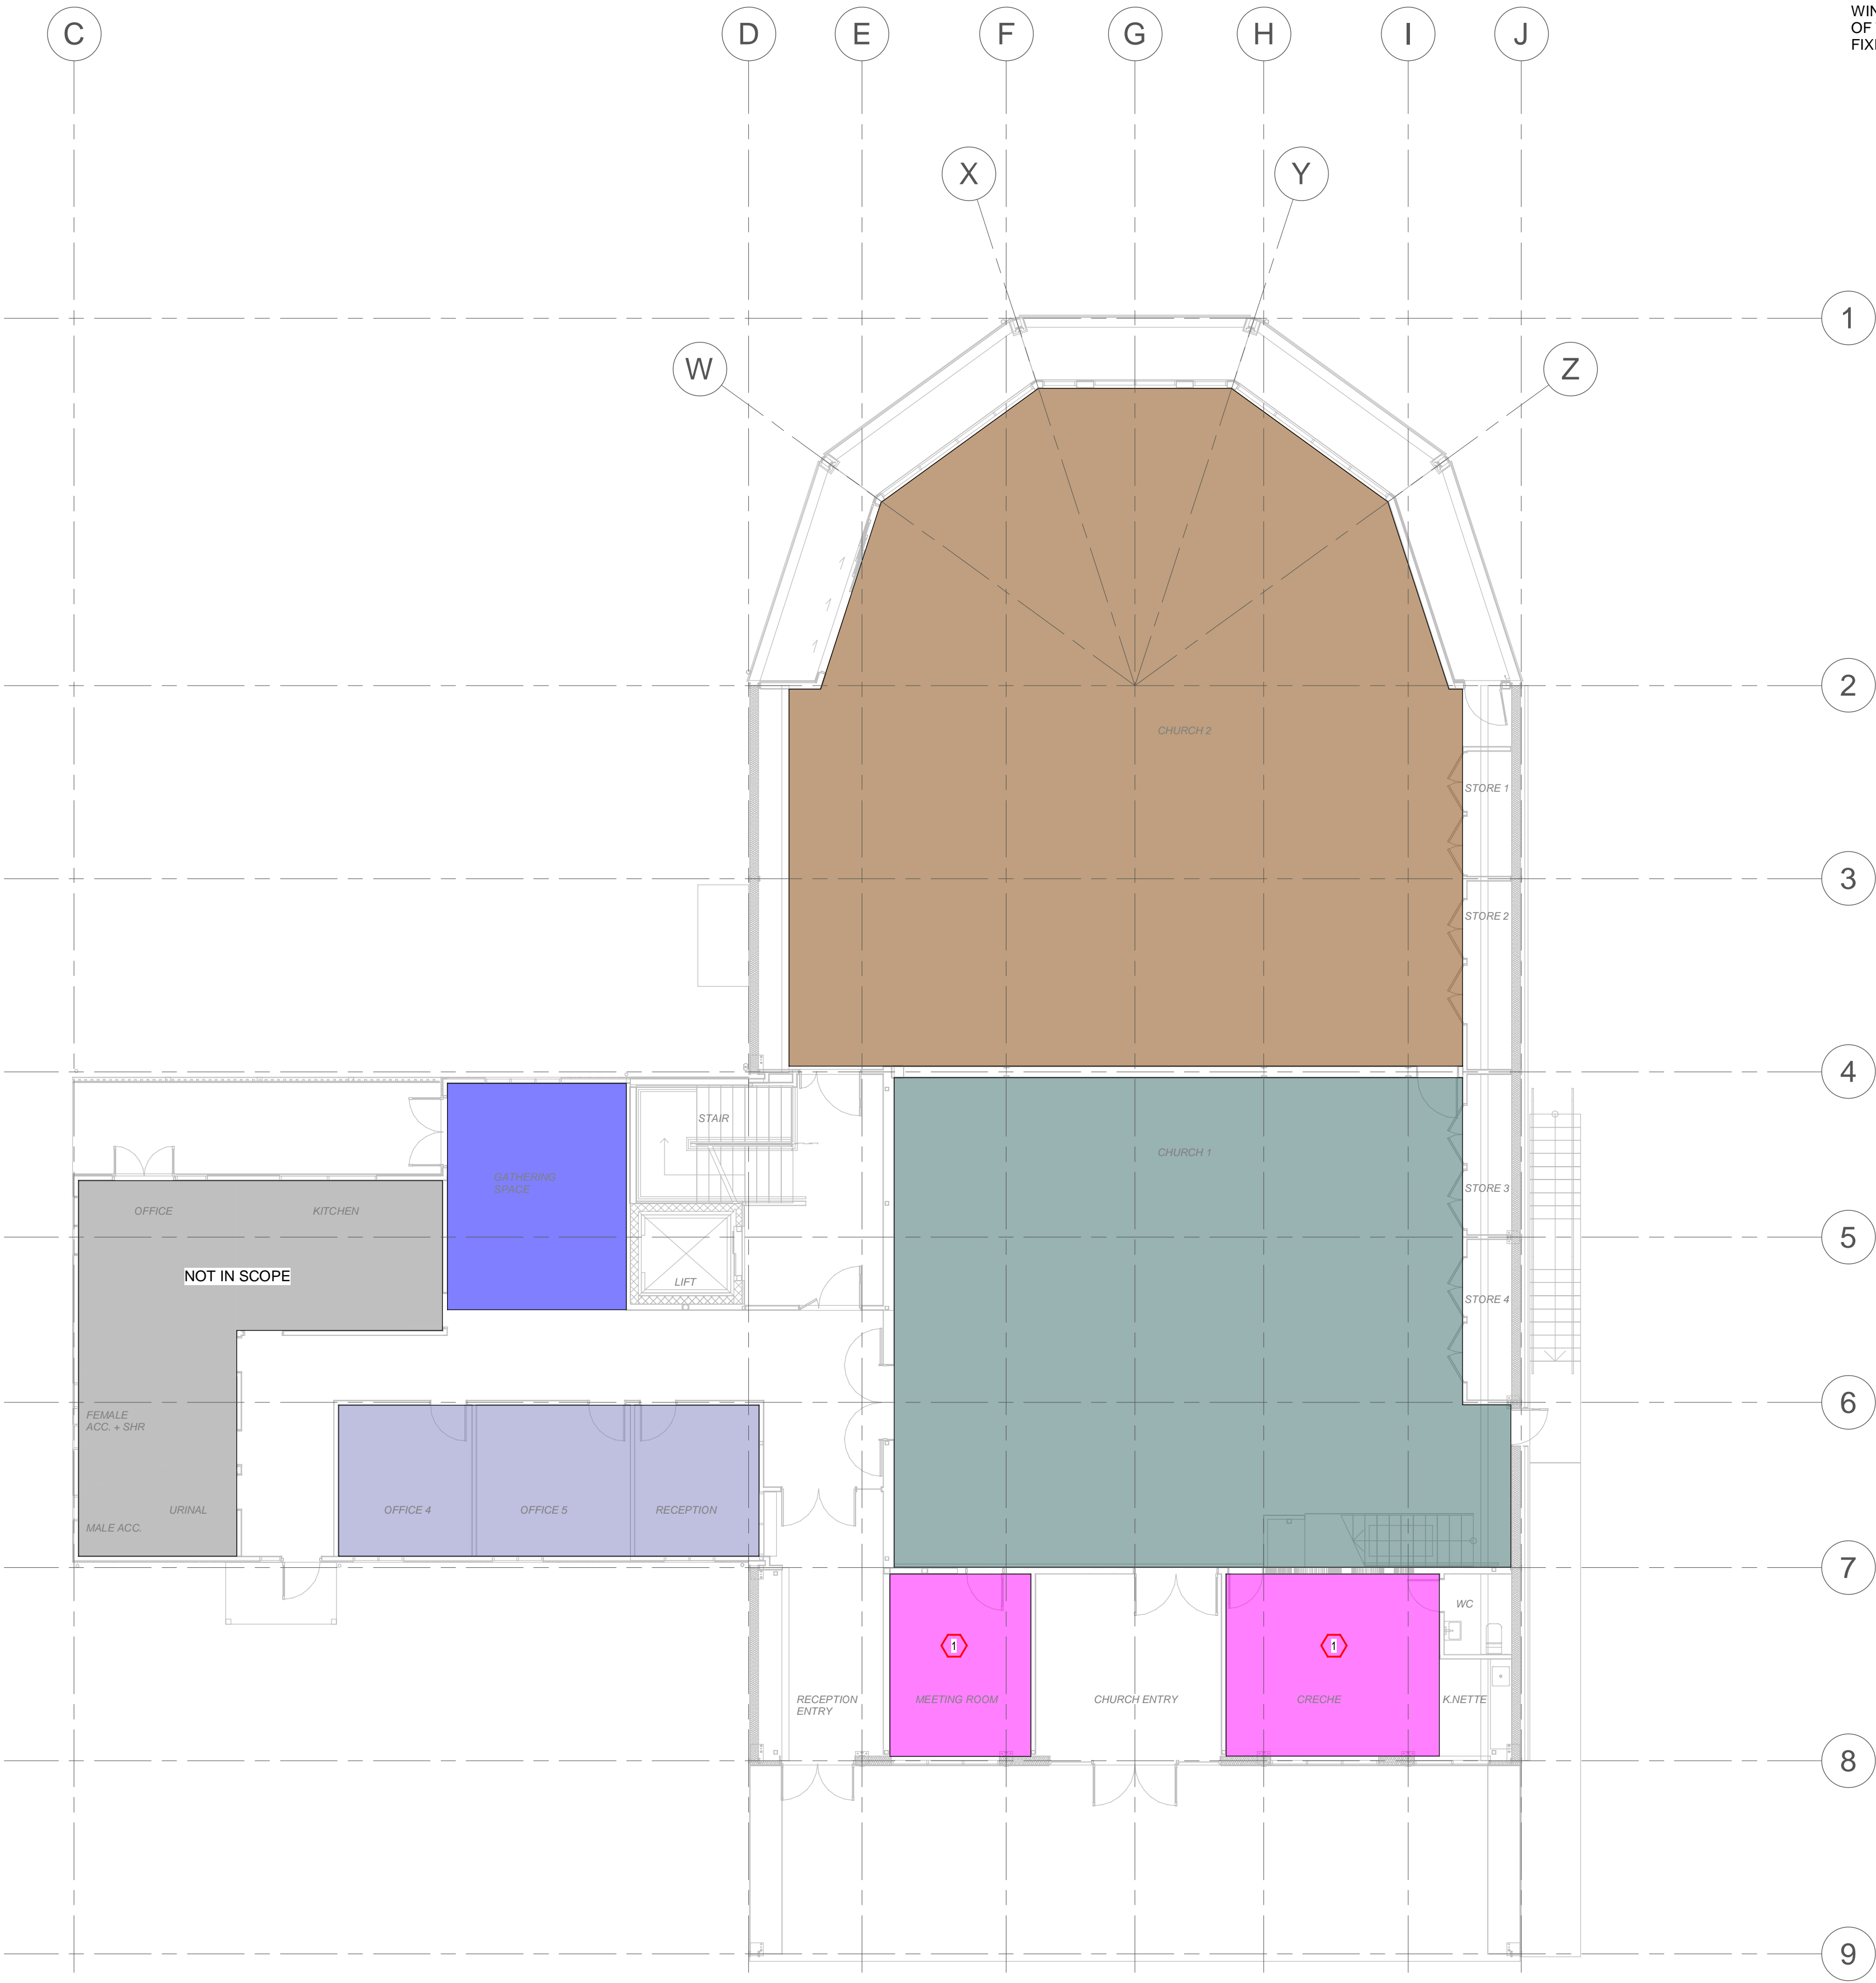 WIN
OF
FIX
C
D
E
F
G
H
I
J
X
Y
1
W
Z
2
CHURCH 2
STORE 1
3
STORE 2
4
STAIR
CHURCH 1
GATHERING
SPACE
STORE 3
OFFICE
KITCHEN
5
NOT IN SCOPE
LIFT
STORE 4
6
FEMALE
ACC. + SHR
URINAL
OFFICE 4
OFFICE 5
RECEPTION
MALE ACC.
7
WC
1
1
RECEPTION
ENTRY
MEETING ROOM
CHURCH ENTRY
CRECHE
K.NETTE
8
9